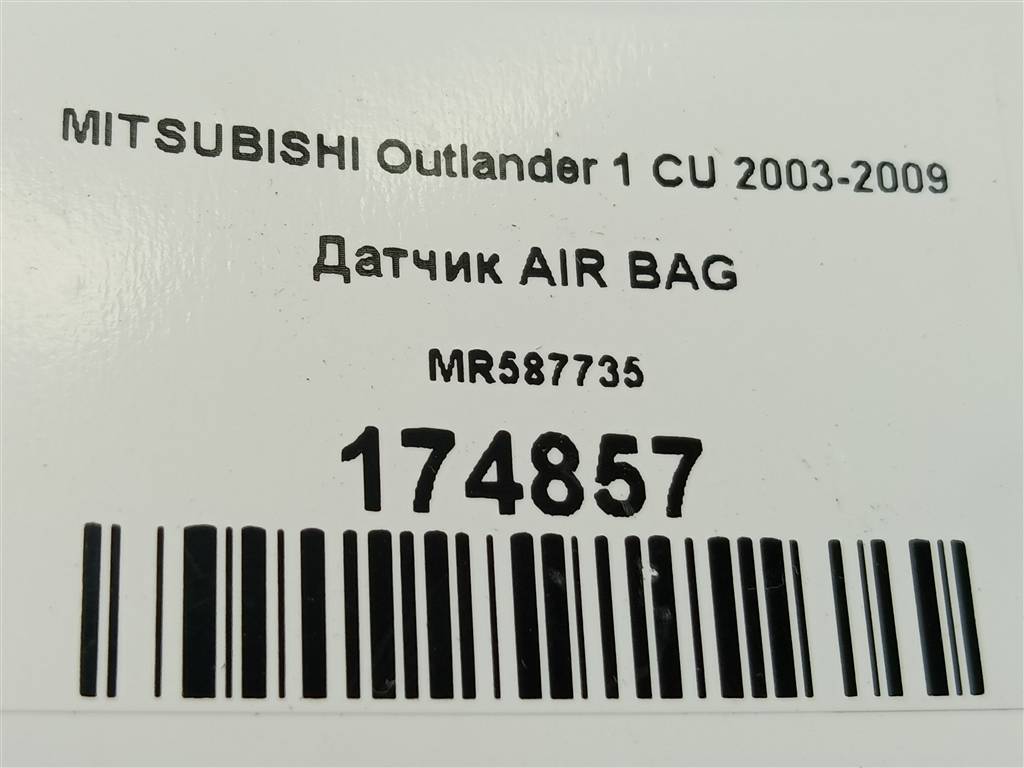 MITSUBISHI Outlander 1 CU 2003-2009
Датчик AIR BAG
MR587735
174857